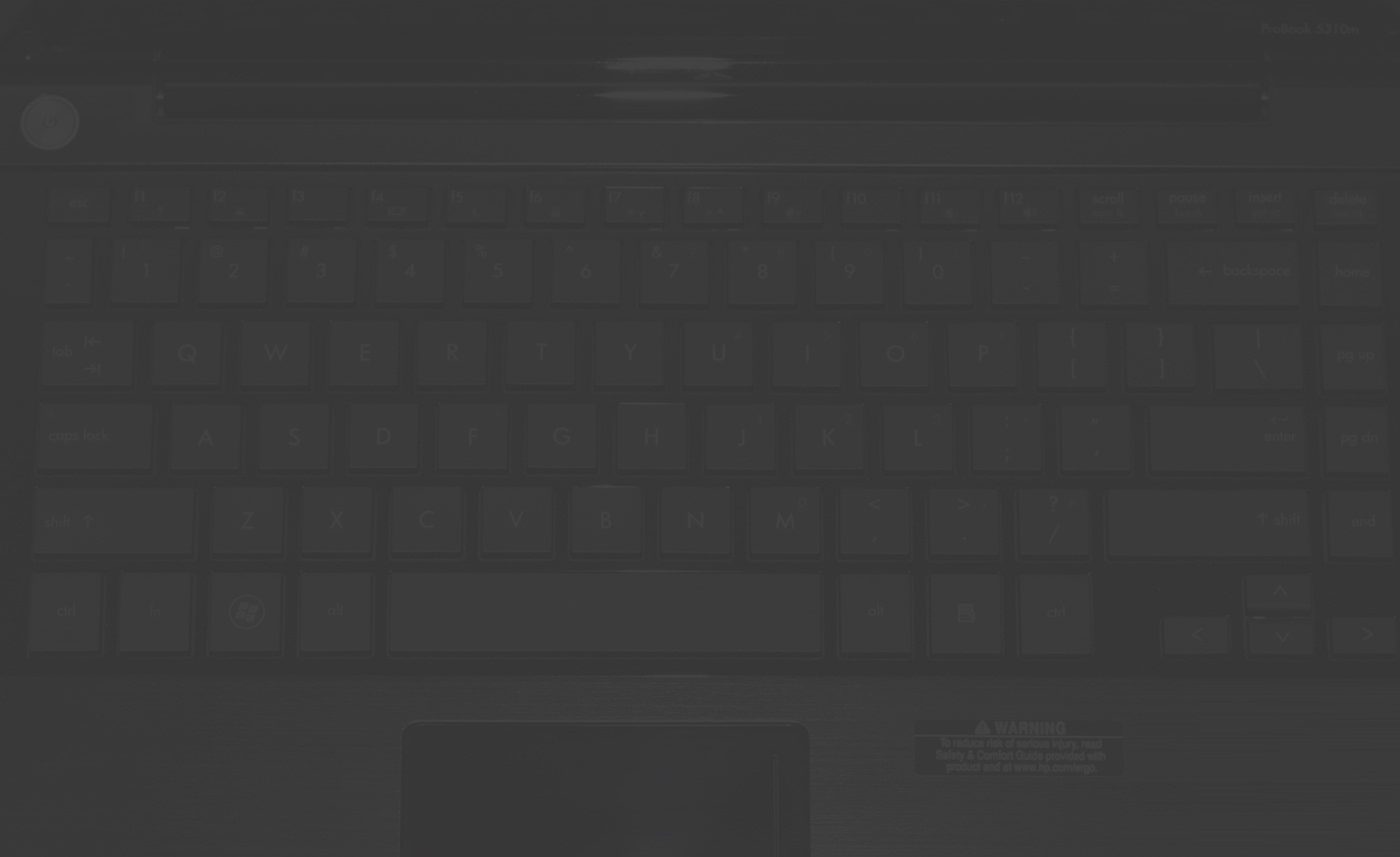 ProBook 5310m
esc f1 f2 f3 f4 f5 f6 f7 f8 f9 f10 f11 f12 scroll pause insert delete
! @ # $ % ^ & * ( ) _ +
1 2 3 4 5 6 7 8 9 0 - = ← backspace home
tab Q W E R T Y U I O P { [ } ] | \ pg up
caps lock A S D F G H J K L : ; " ' enter pg dn
shift ↑ Z X C V B N M < , > . ? / ↑ shift end
ctrl fn alt alt ctrl
⚠ WARNING
To reduce risk of serious injury, read
Safety & Comfort Guide provided with
product and at www.hp.com/ergo.